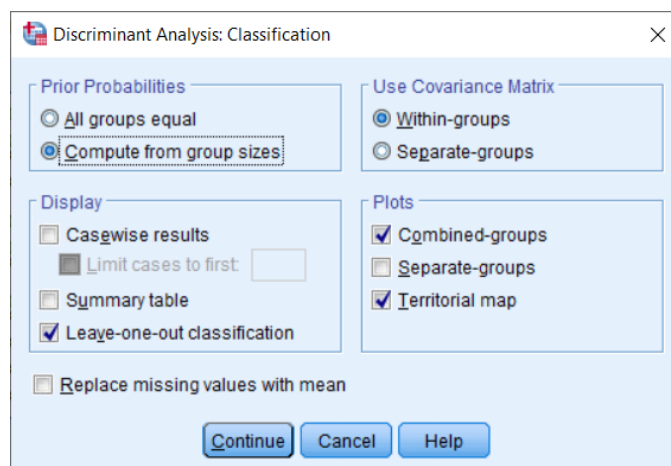 Discriminant Analysis: Classification
Prior Probabilities
All groups equal
Compute from group sizes
Use Covariance Matrix
Within-groups
Separate-groups
Display
Casewise results
Limit cases to first:
Summary table
Leave-one-out classification
Plots
Combined-groups
Separate-groups
Territorial map
Replace missing values with mean
Continue
Cancel
Help